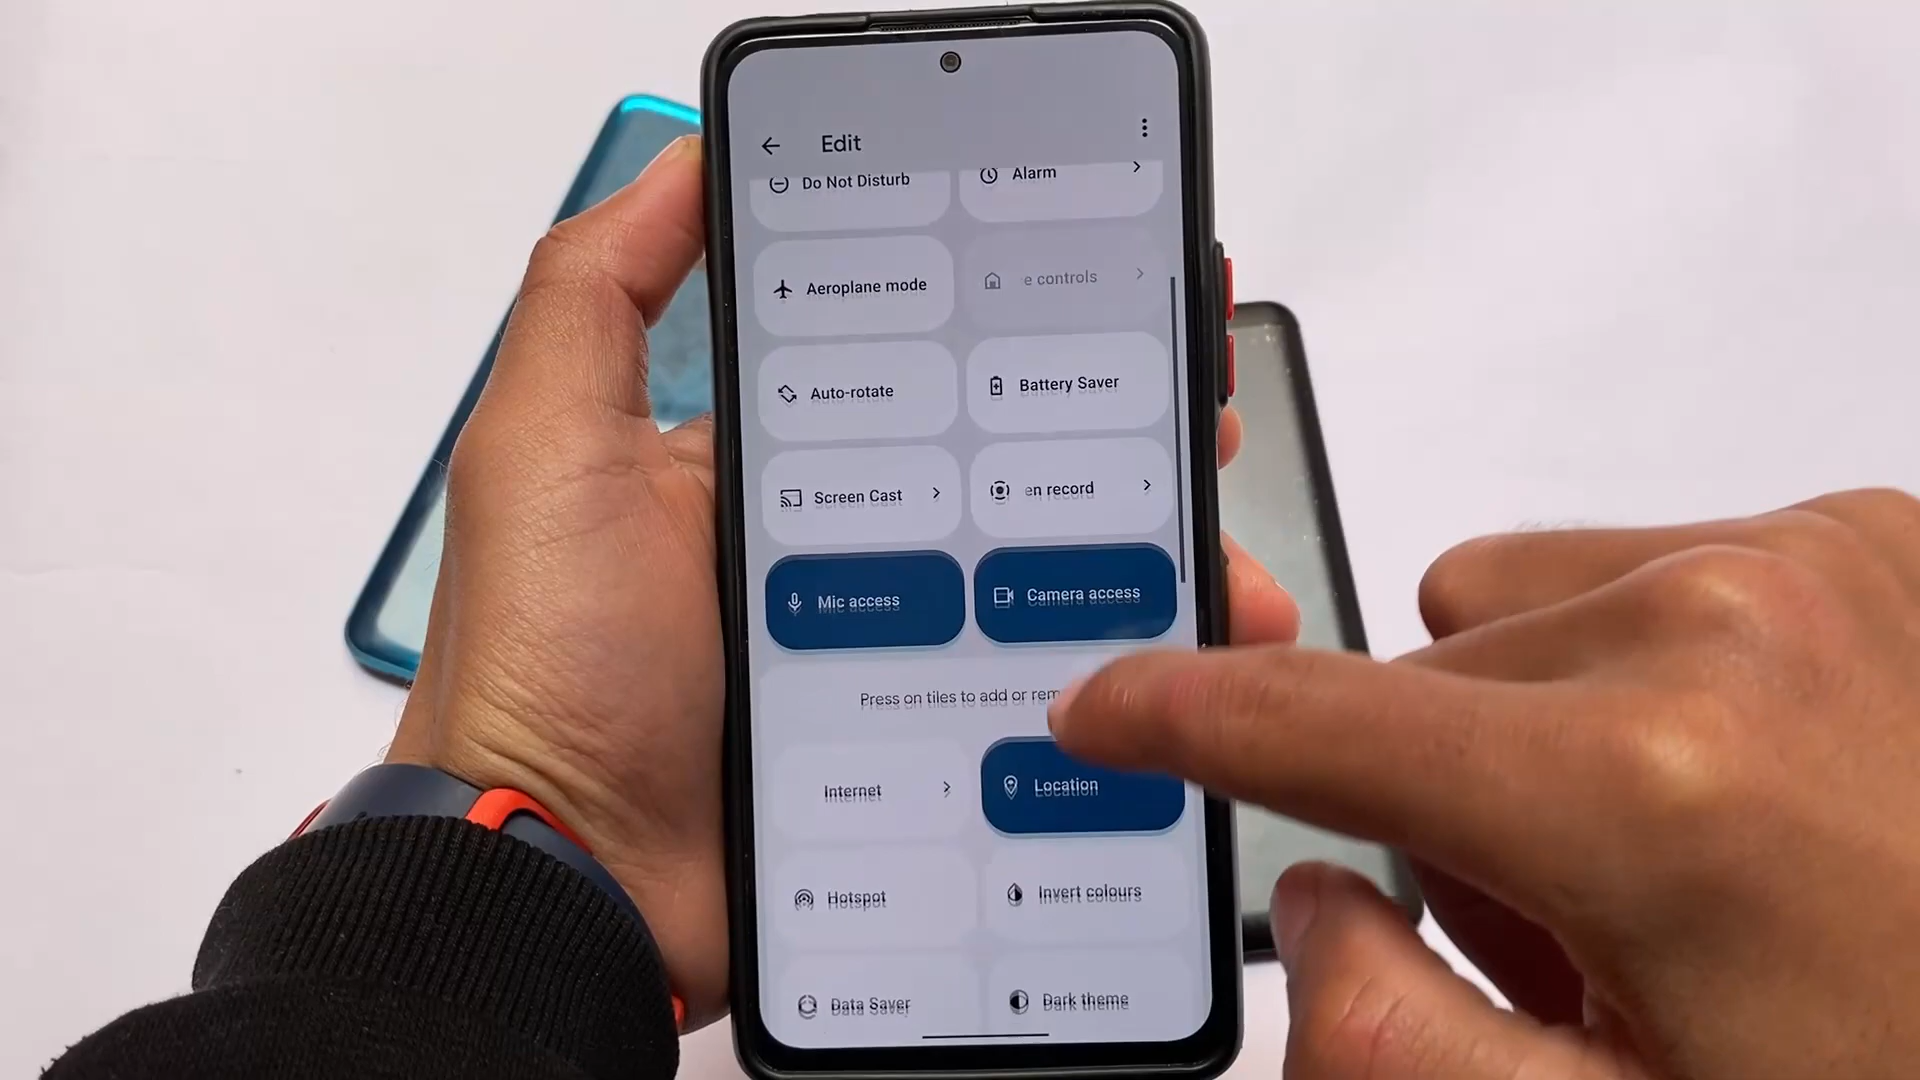 Edit
Do Not Disturb
Alarm
Aeroplane mode
e controls
Auto-rotate
Battery Saver
Screen Cast
en record
Mic access
Camera access
Press on tiles to add or rem
Internet
Location
Hotspot
Invert colours
Data Saver
Dark theme